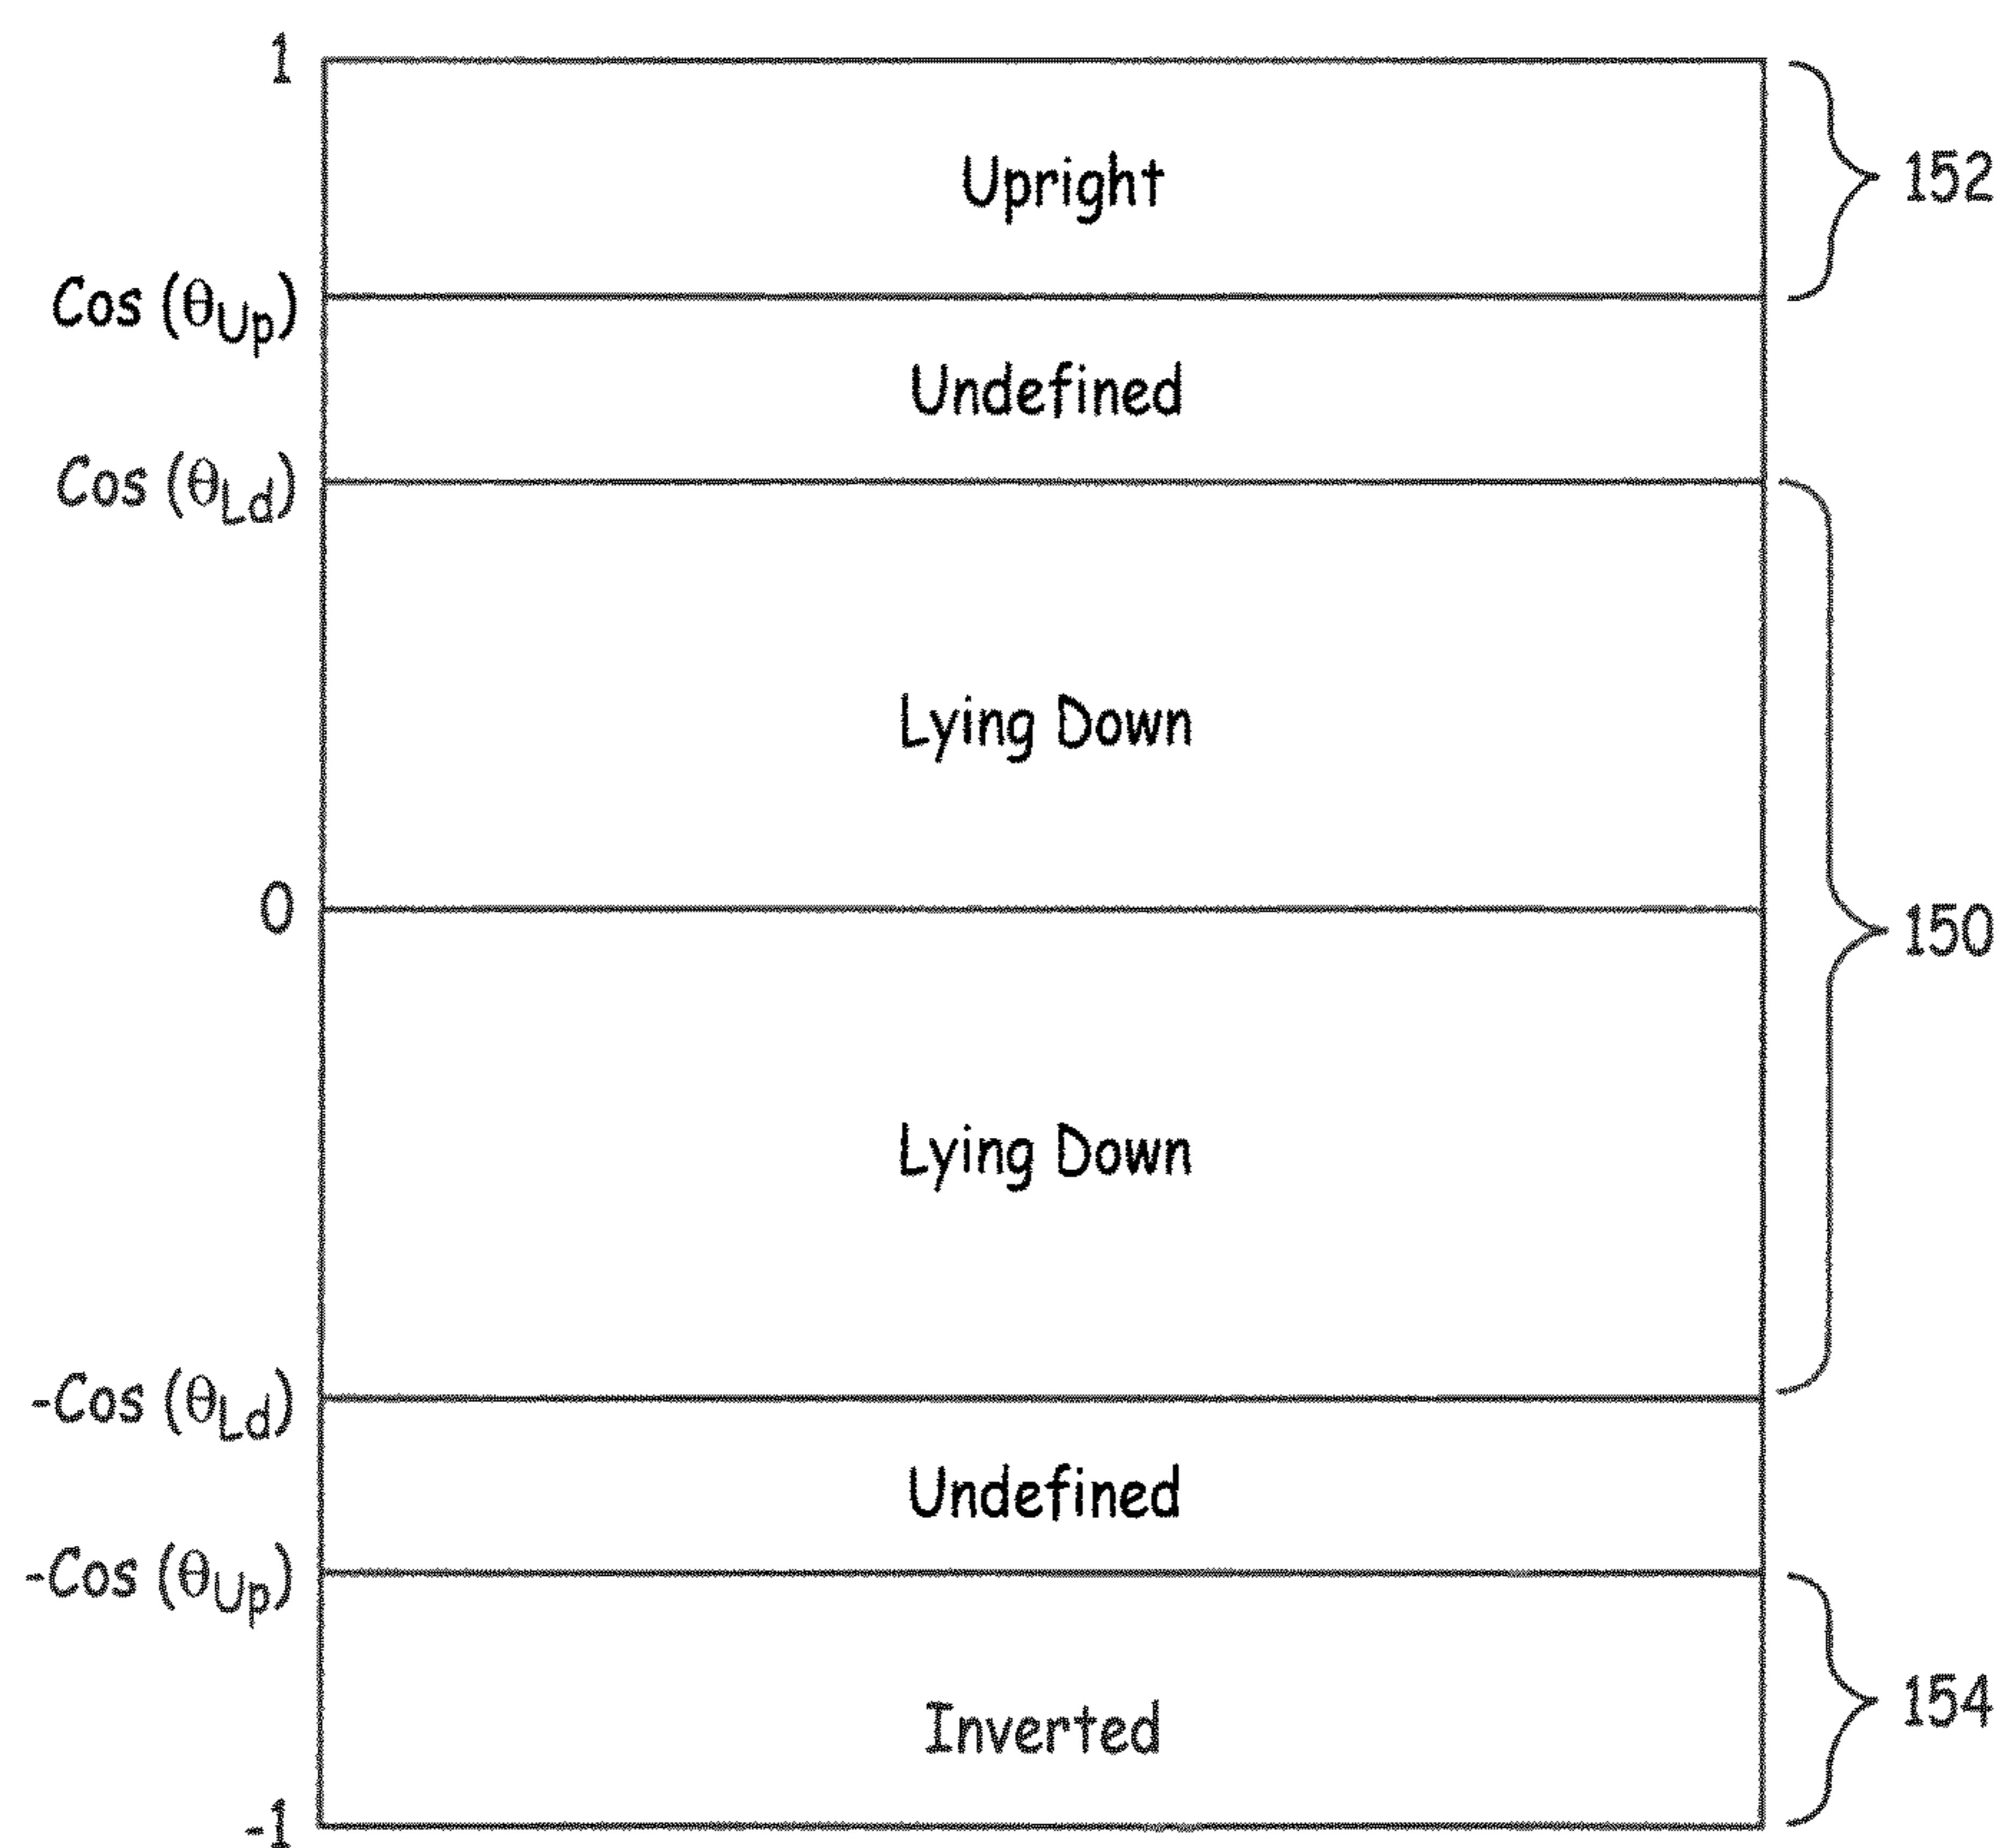 1
Upright
152
Cos (θUp)
Undefined
Cos (θLd)
Lying Down
0
150
Lying Down
-Cos (θLd)
Undefined
-Cos (θUp)
Inverted
154
-1